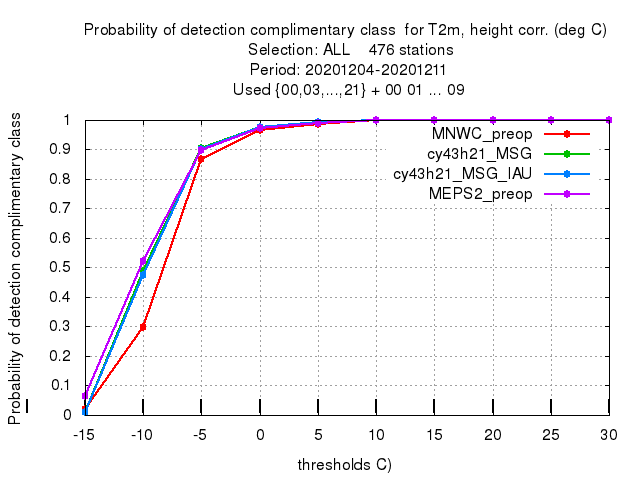 Probability of detection complimentary class  for T2m, height corr. (deg C)
Selection: ALL    476 stations
Period: 20201204-20201211
Used {00,03,...,21} + 00 01 ... 09
Probability of detection complimentary class
1
0.9
0.8
0.7
0.6
0.5
0.4
0.3
0.2
0.1
0
MNWC_preop
cy43h21_MSG
cy43h21_MSG_IAU
MEPS2_preop
-15 -10 -5 0 5 10 15 20 25 30
thresholds C)